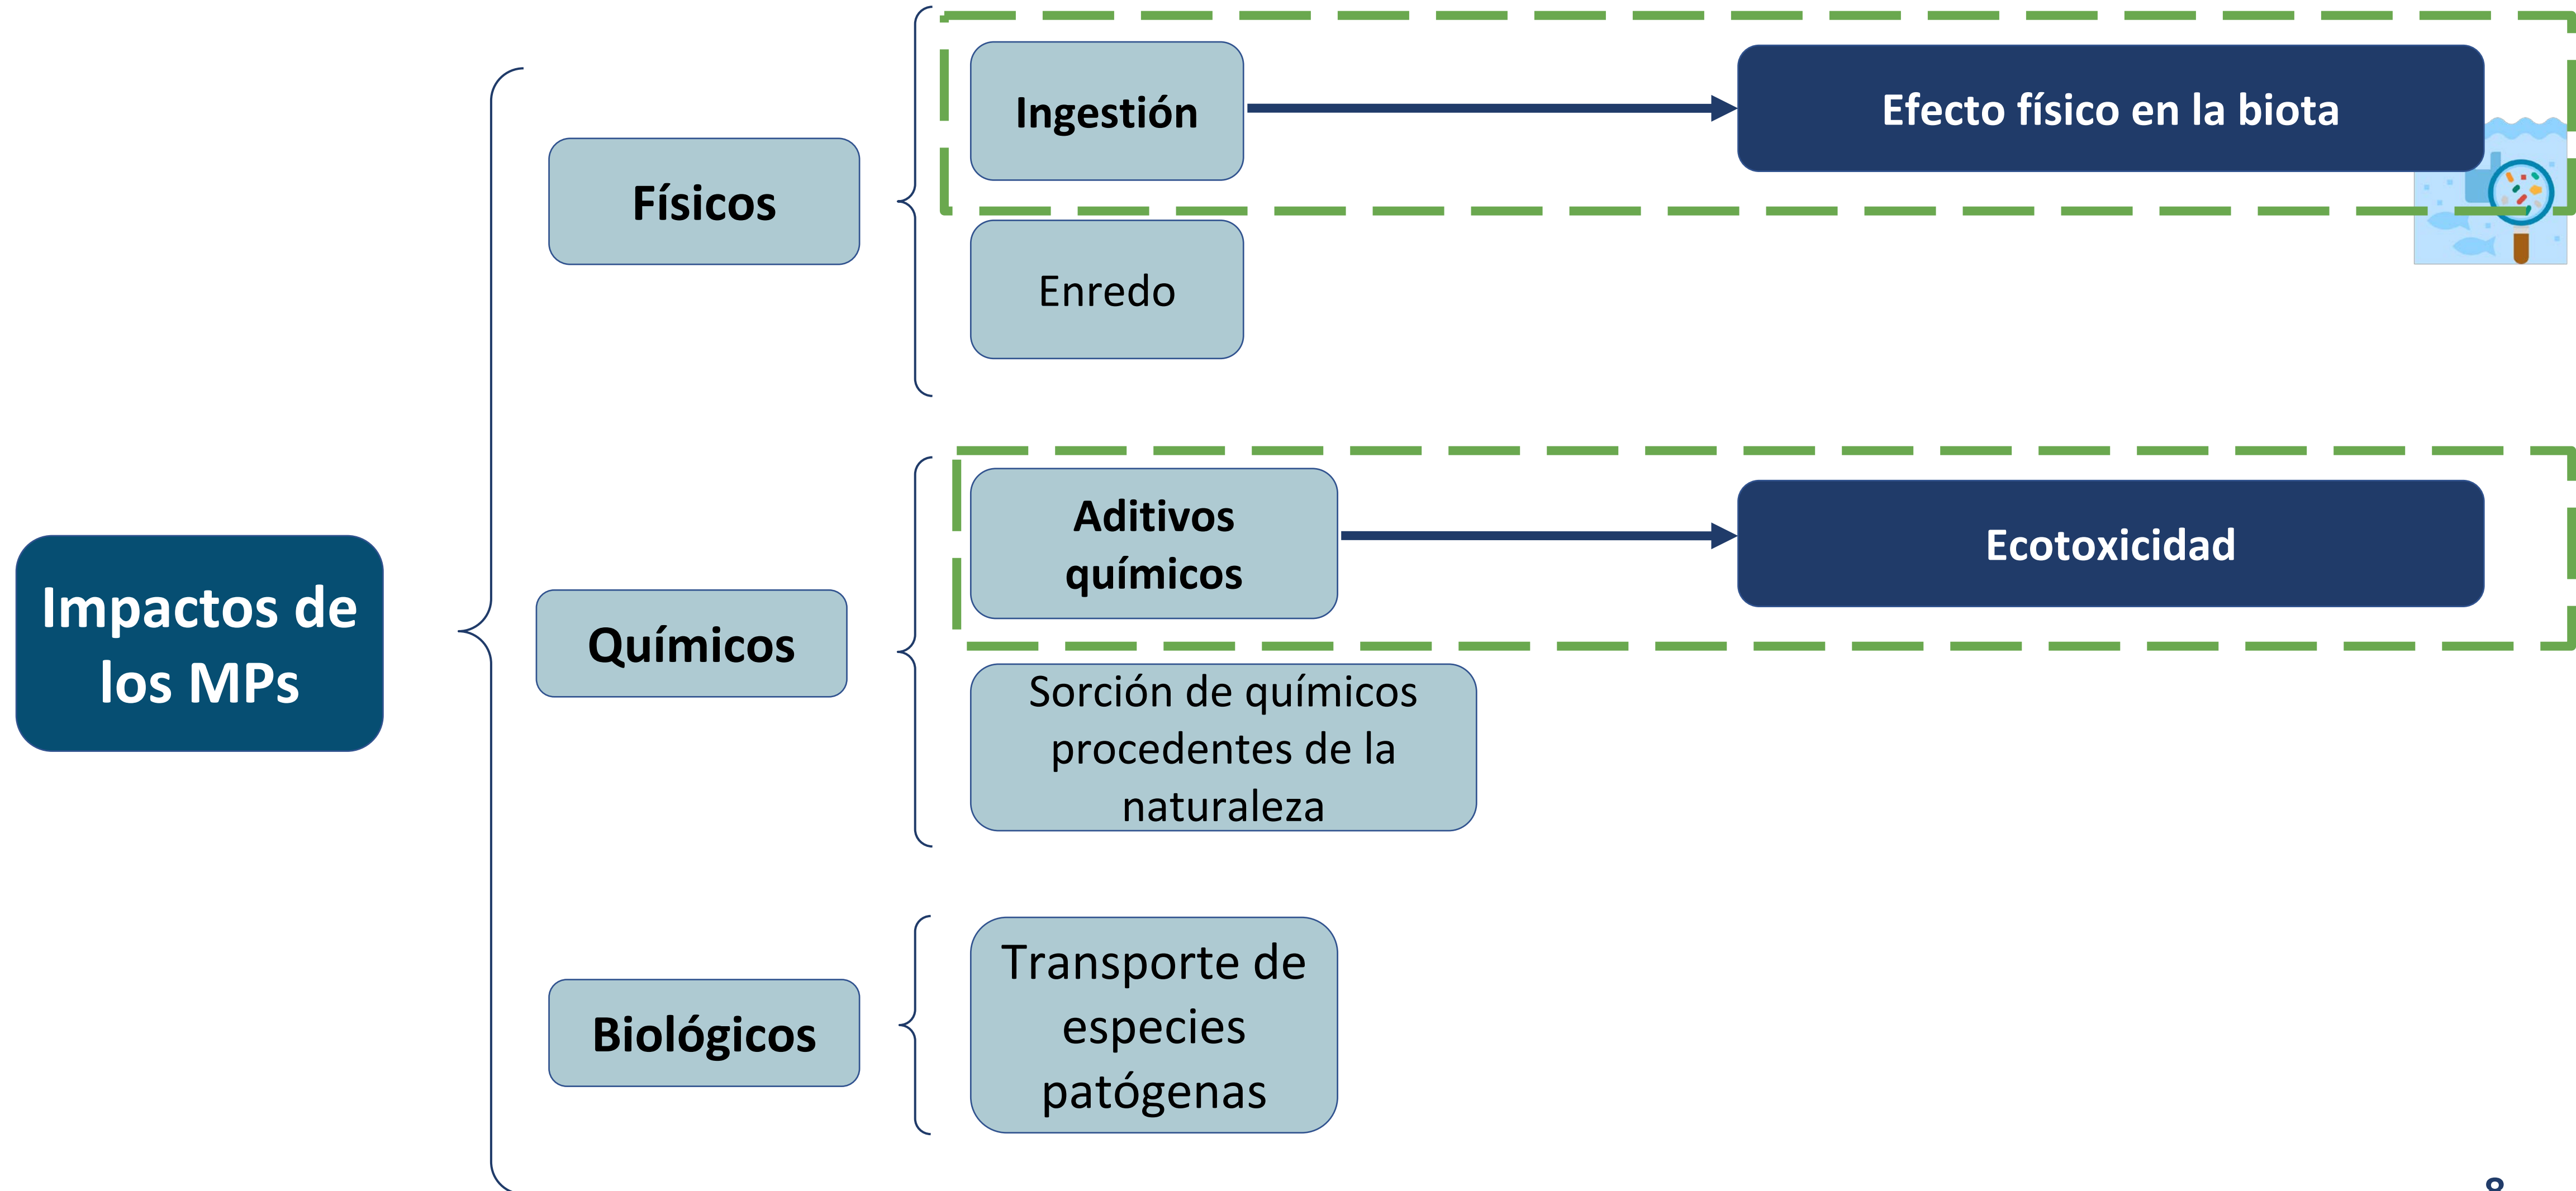 Impactos de
los MPs
Físicos
Ingestión
Efecto físico en la biota
Enredo
Químicos
Aditivos
químicos
Ecotoxicidad
Sorción de químicos
procedentes de la
naturaleza
Biológicos
Transporte de
especies
patógenas